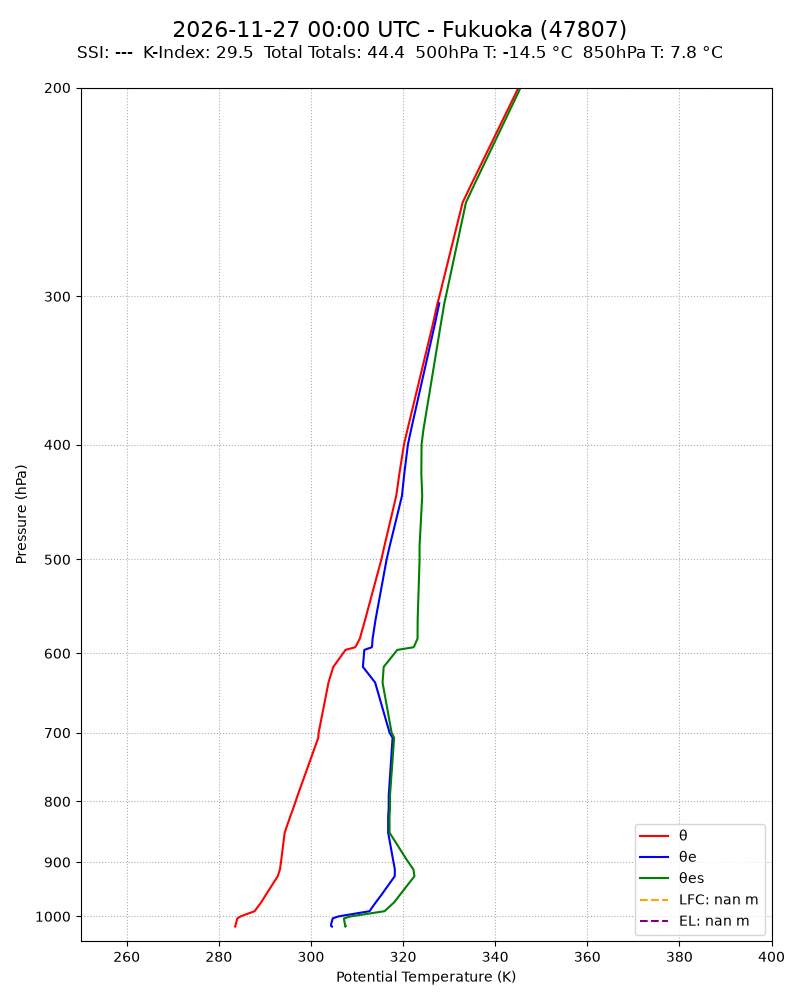 2026-11-27 00:00 UTC - Fukuoka (47807)
SSI: ---  K-Index: 29.5  Total Totals: 44.4  500hPa T: -14.5 °C  850hPa T: 7.8 °C
200
300
400
500
600
700
800
900
1000
Pressure (hPa)
260 280 300 320 340 360 380 400
Potential Temperature (K)
θ
θe
θes
LFC: nan m
EL: nan m